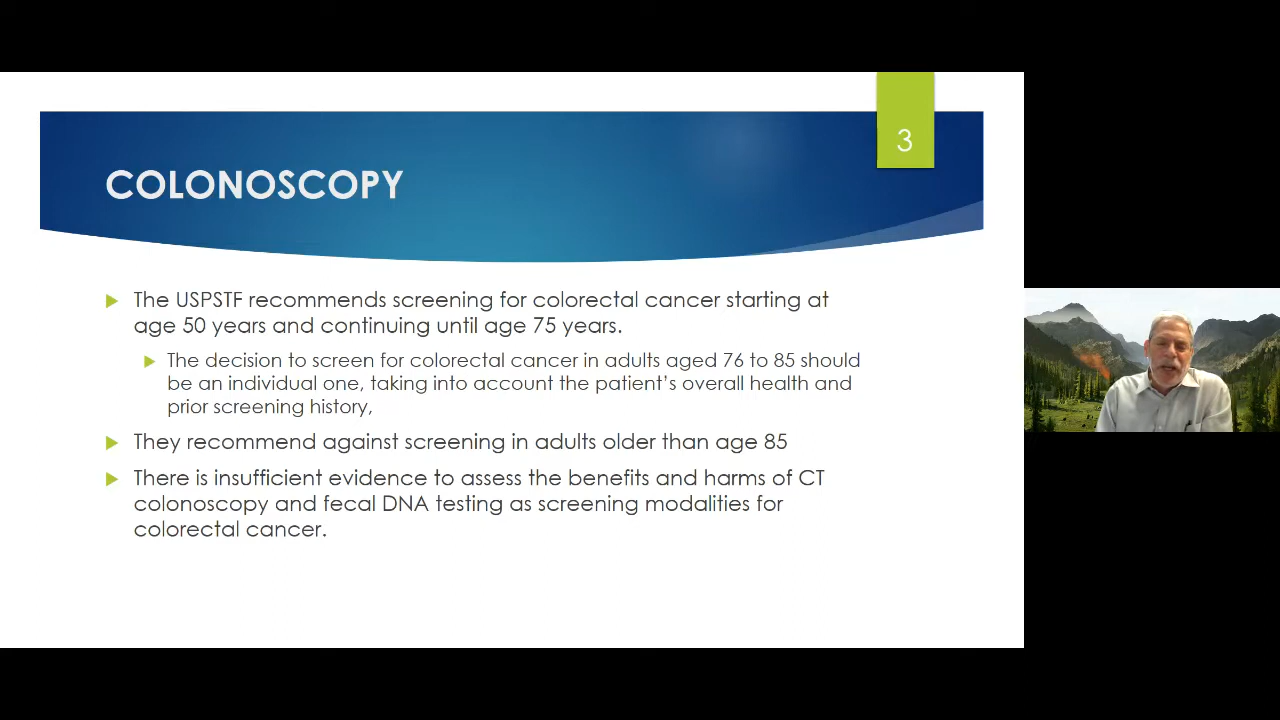 3
COLONOSCOPY
The USPSTF recommends screening for colorectal cancer starting at
age 50 years and continuing until age 75 years.
The decision to screen for colorectal cancer in adults aged 76 to 85 should
be an individual one, taking into account the patient’s overall health and
prior screening history,
They recommend against screening in adults older than age 85
There is insufficient evidence to assess the benefits and harms of CT
colonoscopy and fecal DNA testing as screening modalities for
colorectal cancer.